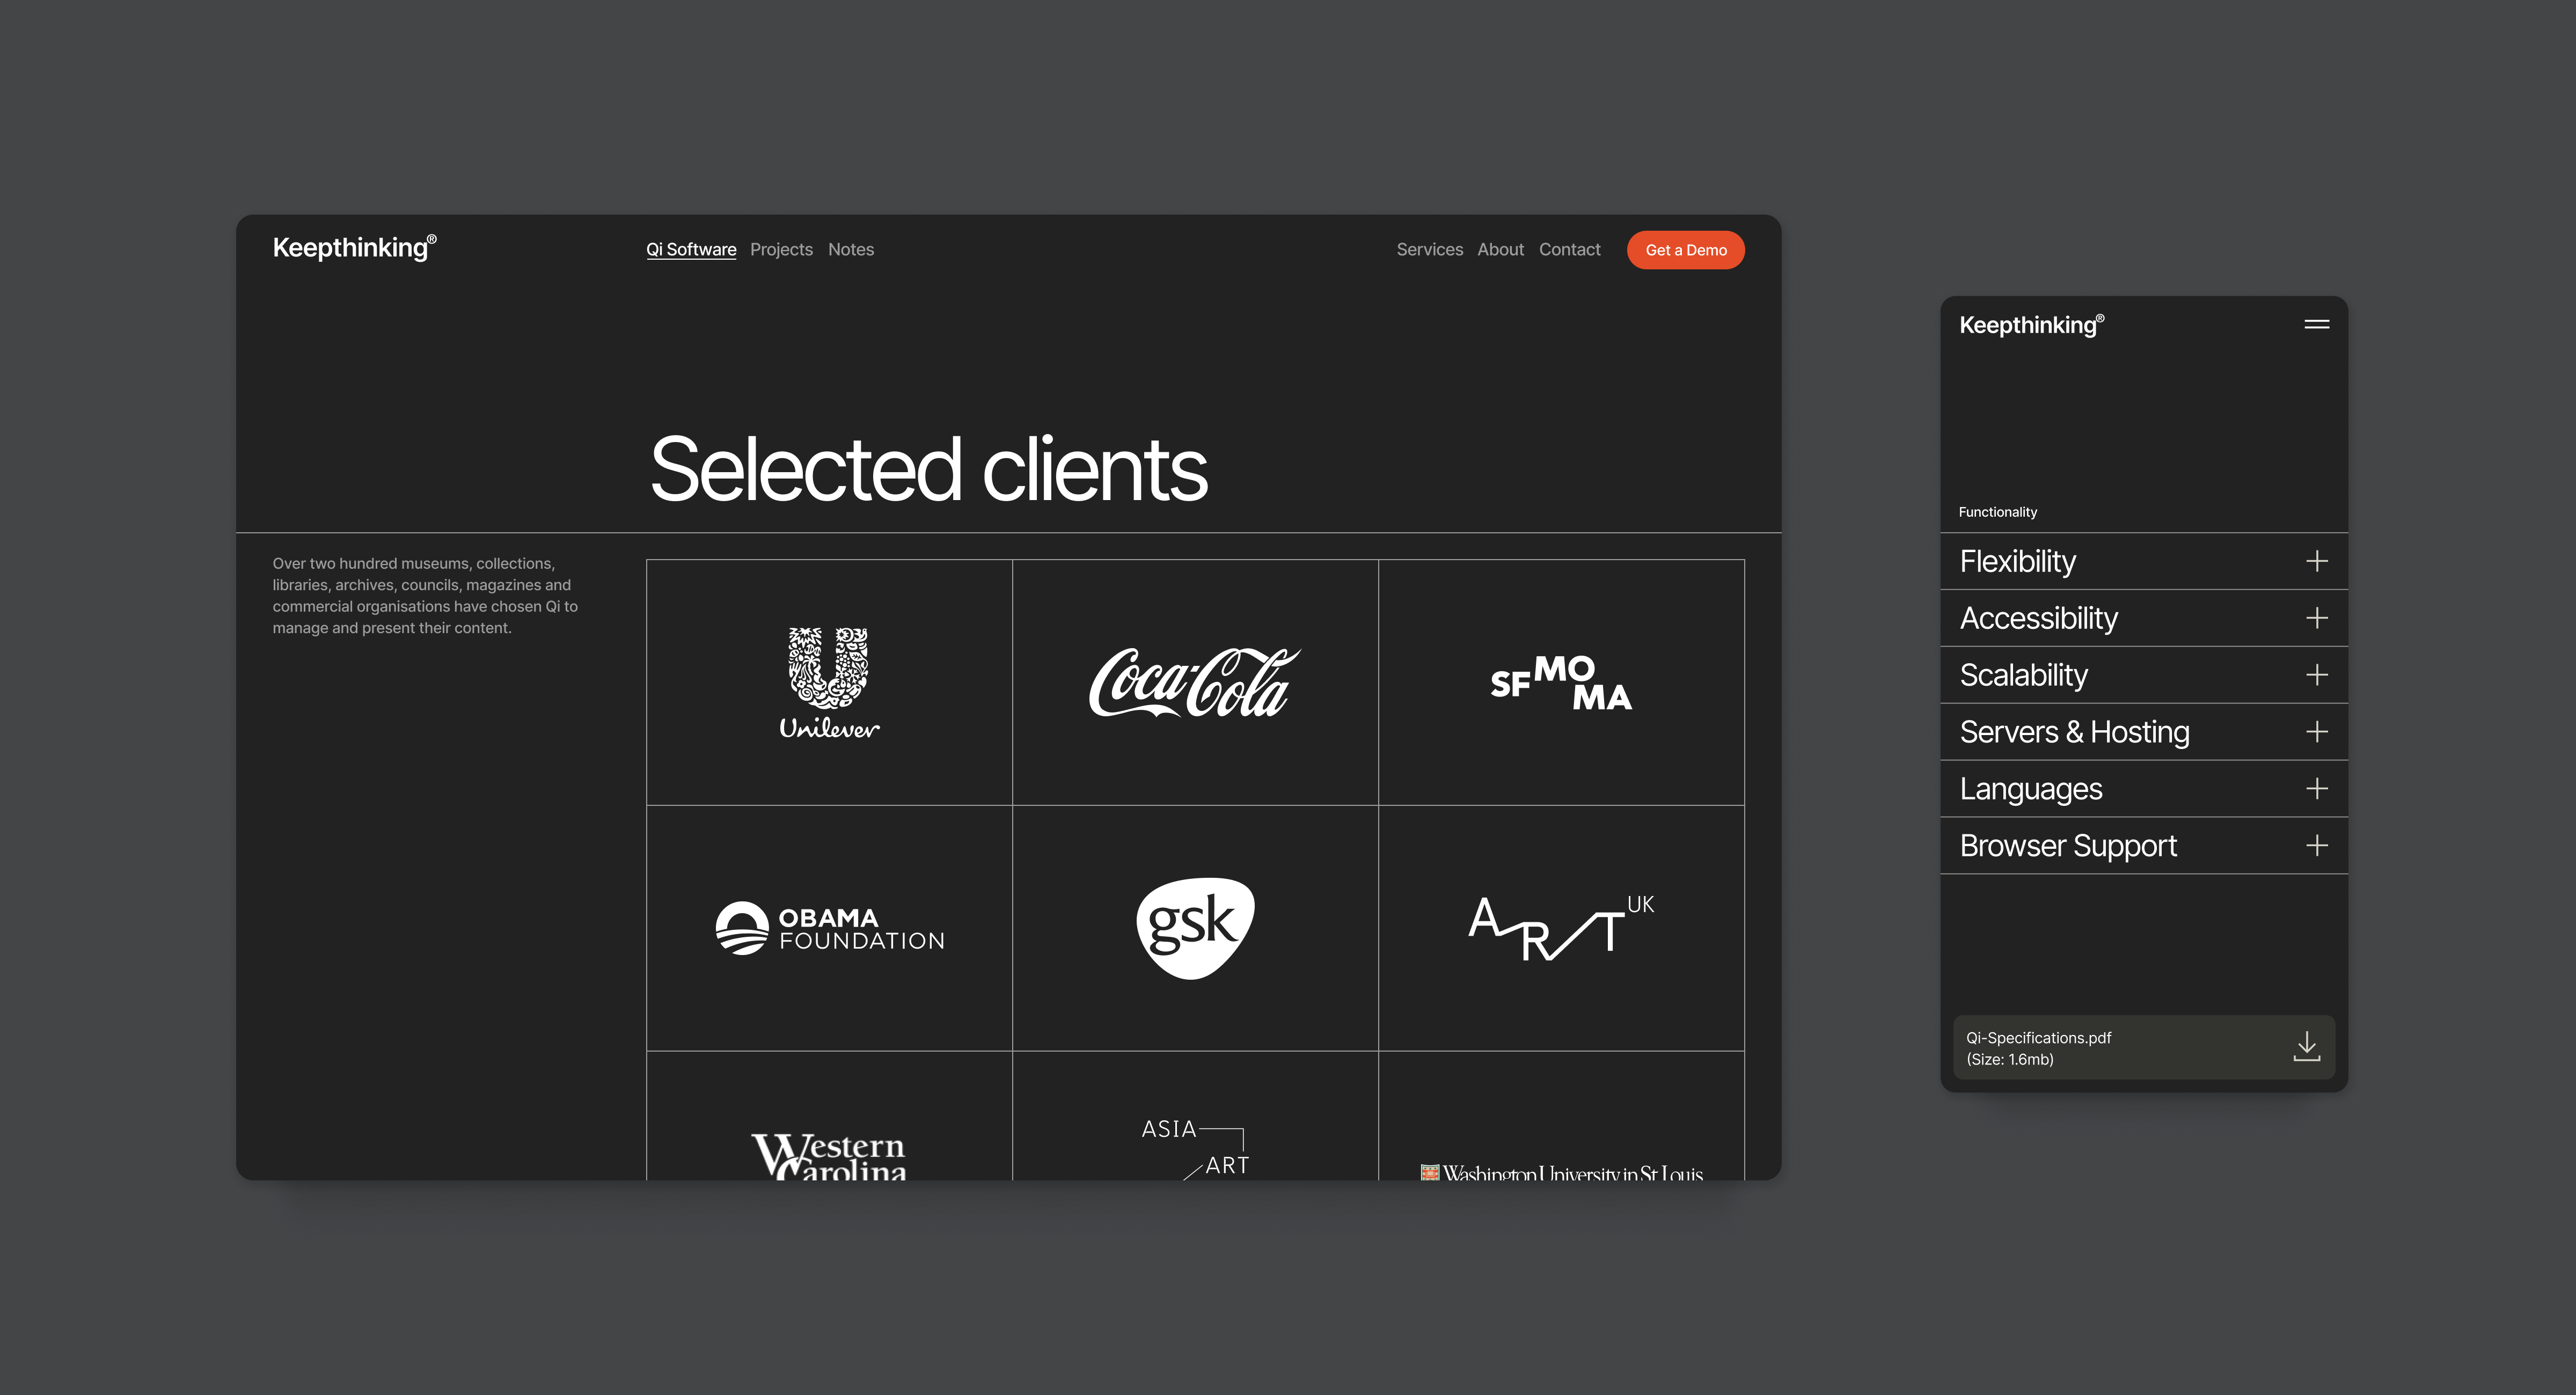 Keepthinking®
Qi Software Projects Notes
Services About Contact
Get a Demo
Selected clients
Over two hundred museums, collections,
libraries, archives, councils, magazines and
commercial organisations have chosen Qi to
manage and present their content.
Unilever
Coca-Cola
SFMO
MA
OBAMA
FOUNDATION
gsk
ART UK
Western
Carolina
ASIA
ART
Washington University in St Louis
Keepthinking®
Functionality
Flexibility
Accessibility
Scalability
Servers & Hosting
Languages
Browser Support
Qi-Specifications.pdf
(Size: 1.6mb)